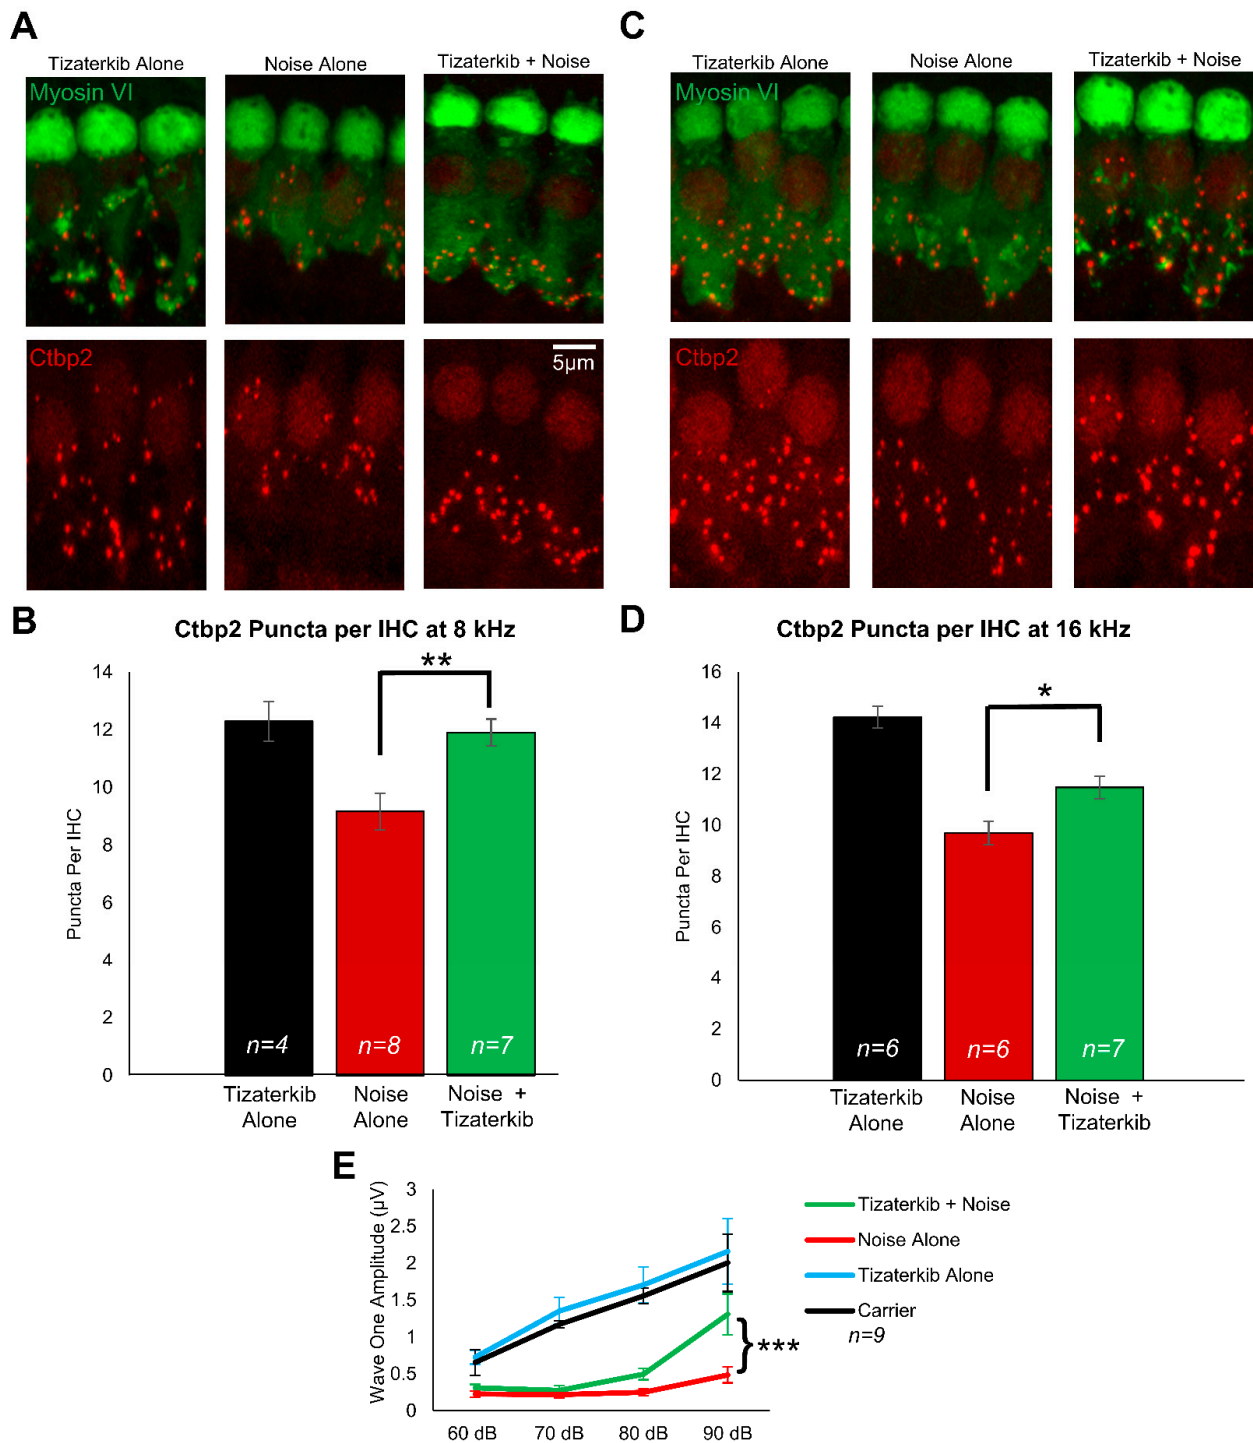 A
C
Tizaterkib Alone
Noise Alone
Tizaterkib + Noise
Tizaterkib Alone
Noise Alone
Tizaterkib + Noise
Myosin VI
Myosin VI
Ctbp2
5µm
Ctbp2
B
Ctbp2 Puncta per IHC at 8 kHz
14
12
10
8
6
4
2
0
Puncta Per IHC
**
n=4
n=8
n=7
Tizaterkib
Alone
Noise
Alone
Noise +
Tizaterkib
D
Ctbp2 Puncta per IHC at 16 kHz
16
14
12
10
8
6
4
2
0
Puncta Per IHC
*
n=6
n=6
n=7
Tizaterkib
Alone
Noise
Alone
Noise +
Tizaterkib
E
Wave One Amplitude (µV)
3
2.5
2
1.5
1
0.5
0
60 dB
70 dB
80 dB
90 dB
***
Tizaterkib + Noise
Noise Alone
Tizaterkib Alone
Carrier
n=9